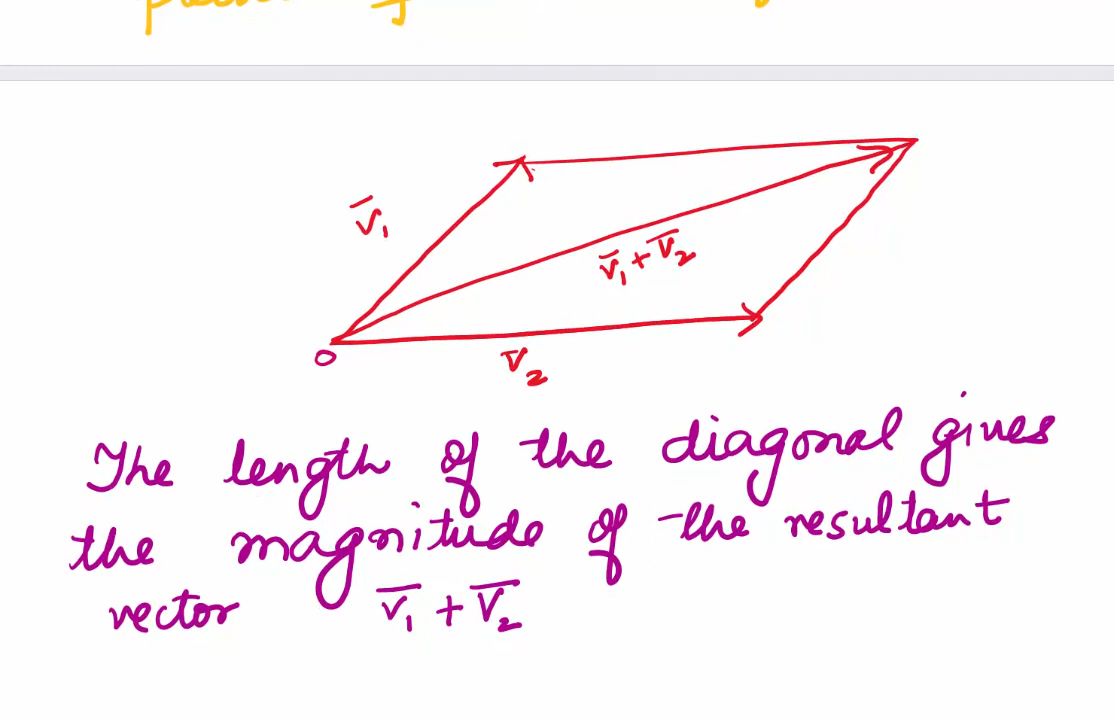 v̅₁
v̅₁ + v̅₂
O
v̅₂
The length of the diagonal gives
the magnitude of the resultant
vector v̅₁ + v̅₂